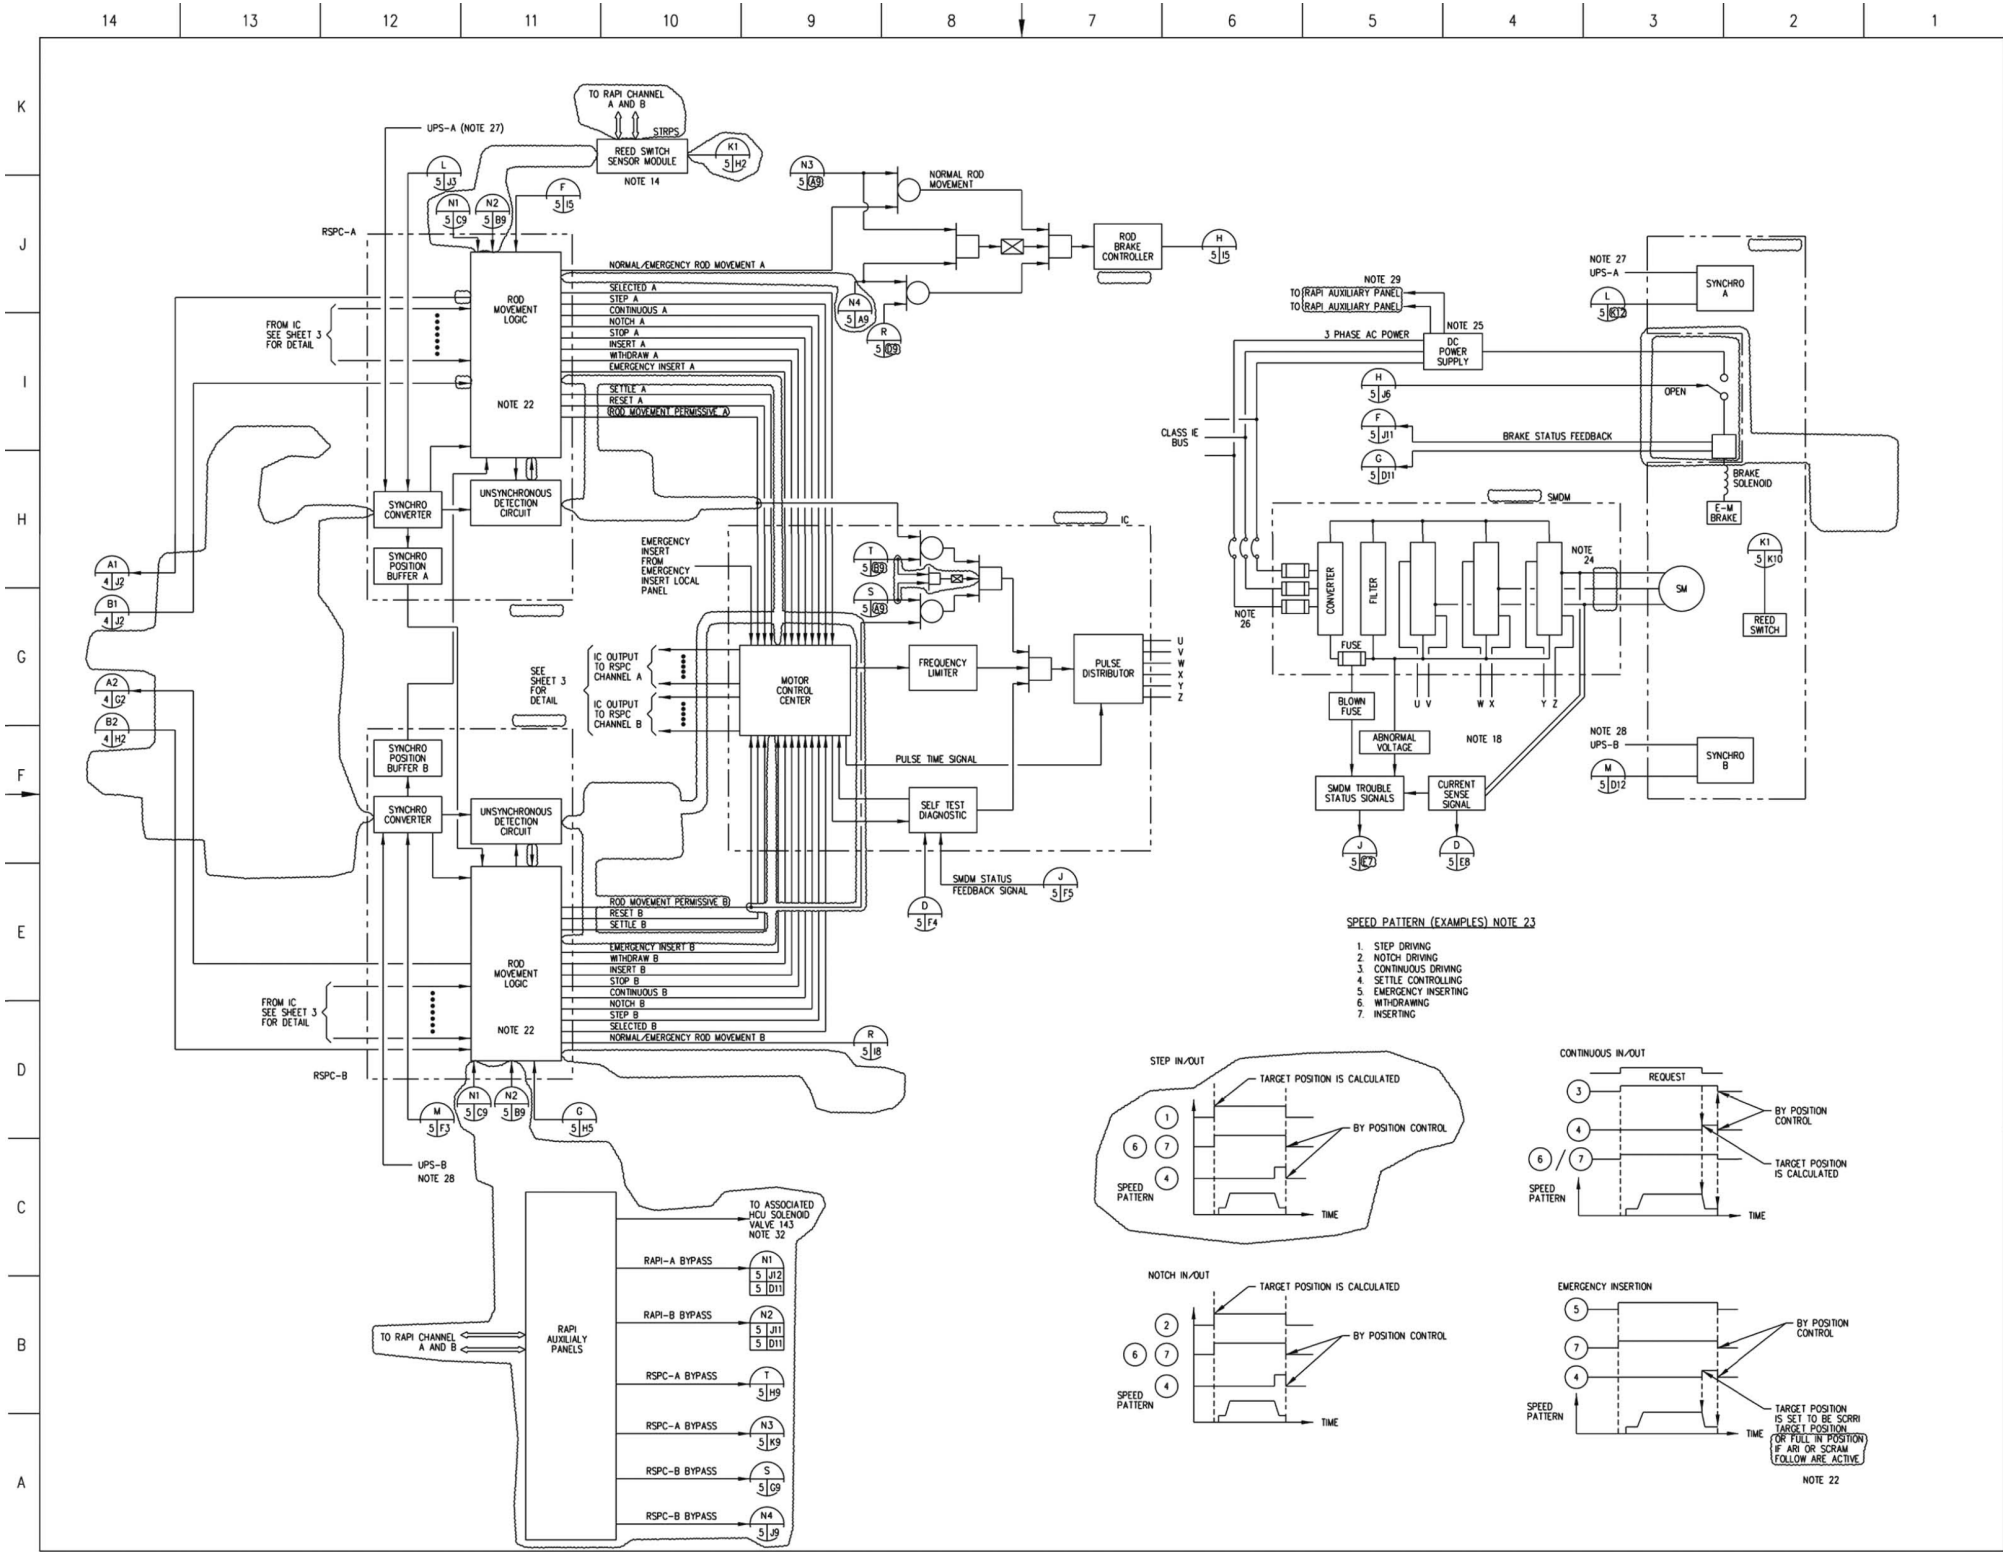 14 13 12 11 10 9 8 7 6 5 4 3 2 1
K
J
I
H
G
F
E
D
C
B
A
TO RAPI CHANNEL
A AND B
STRPS
REED SWITCH
SENSOR MODULE
NOTE 14
K1
5 H2
UPS-A (NOTE 27)
L
5 J3
N1
5 C9
N2
5 B9
F
5 I5
RSPC-A
ROD
MOVEMENT
LOGIC
NOTE 22
FROM IC
SEE SHEET 3
FOR DETAIL
NORMAL/EMERGENCY ROD MOVEMENT A
SELECTED A
STEP A
CONTINUOUS A
NOTCH A
STOP A
INSERT A
WITHDRAW A
EMERGENCY INSERT A
SETTLE A
RESET A
ROD MOVEMENT PERMISSIVE A
N3
5 A9
NORMAL ROD
MOVEMENT
N4
5 A9
R
5 D9
ROD
BRAKE
CONTROLLER
H
5 I5
SYNCHRO
CONVERTER
UNSYNCHRONOUS
DETECTION
CIRCUIT
SYNCHRO
POSITION
BUFFER A
A1
4 J2
B1
4 J2
A2
4 G2
B2
4 H2
EMERGENCY
INSERT
FROM
EMERGENCY
INSERT LOCAL
PANEL
IC
T
5 B9
S
5 A9
SEE
SHEET 3
FOR
DETAIL
IC OUTPUT
TO RSPC
CHANNEL A
IC OUTPUT
TO RSPC
CHANNEL B
MOTOR
CONTROL
CENTER
FREQUENCY
LIMITER
PULSE
DISTRIBUTOR
U
V
W
X
Y
Z
PULSE TIME SIGNAL
SELF TEST
DIAGNOSTIC
SMDM STATUS
FEEDBACK SIGNAL
J
5 F5
D
5 F4
SYNCHRO
POSITION
BUFFER B
SYNCHRO
CONVERTER
UNSYNCHRONOUS
DETECTION
CIRCUIT
ROD
MOVEMENT
LOGIC
NOTE 22
FROM IC
SEE SHEET 3
FOR DETAIL
RSPC-B
ROD MOVEMENT PERMISSIVE B
RESET B
SETTLE B
EMERGENCY INSERT B
WITHDRAW B
INSERT B
STOP B
CONTINUOUS B
NOTCH B
STEP B
SELECTED B
NORMAL/EMERGENCY ROD MOVEMENT B
R
5 I8
M
5 F3
N1
5 C9
N2
5 B9
G
5 H5
UPS-B
NOTE 28
TO RAPI CHANNEL
A AND B
RAPI
AUXILIALY
PANELS
TO ASSOCIATED
HCU SOLENOID
VALVE 143
NOTE 32
RAPI-A BYPASS
N1
5 J12
5 D11
RAPI-B BYPASS
N2
5 J11
5 D11
RSPC-A BYPASS
T
5 H9
RSPC-A BYPASS
N3
5 K9
RSPC-B BYPASS
S
5 G9
RSPC-B BYPASS
N4
5 J9
NOTE 29
TO RAPI AUXILIARY PANEL
TO RAPI AUXILIARY PANEL
3 PHASE AC POWER
NOTE 25
DC
POWER
SUPPLY
H
5 J6
F
5 J11
G
5 D11
BRAKE STATUS FEEDBACK
CLASS IE
BUS
NOTE 27
UPS-A
L
5 K12
SYNCHRO
A
OPEN
BRAKE
SOLENOID
E-M
BRAKE
K1
5 K10
REED
SWITCH
SMDM
NOTE
26
CONVERTER
FILTER
FUSE
NOTE
24
SM
U V
W X
Y Z
BLOWN
FUSE
ABNORMAL
VOLTAGE
NOTE 18
SMDM TROUBLE
STATUS SIGNALS
CURRENT
SENSE
SIGNAL
J
5 E7
D
5 E8
NOTE 28
UPS-B
M
5 D12
SYNCHRO
B
SPEED PATTERN (EXAMPLES) NOTE 23
1. STEP DRIVING
2. NOTCH DRIVING
3. CONTINUOUS DRIVING
4. SETTLE CONTROLLING
5. EMERGENCY INSERTING
6. WITHDRAWING
7. INSERTING
STEP IN/OUT
TARGET POSITION IS CALCULATED
1
6 7
BY POSITION CONTROL
4
SPEED
PATTERN
TIME
CONTINUOUS IN/OUT
REQUEST
3
4
6 / 7
BY POSITION
CONTROL
TARGET POSITION
IS CALCULATED
SPEED
PATTERN
TIME
NOTCH IN/OUT
TARGET POSITION IS CALCULATED
2
6 7
BY POSITION CONTROL
4
SPEED
PATTERN
TIME
EMERGENCY INSERTION
5
7
4
BY POSITION
CONTROL
SPEED
PATTERN
TIME
TARGET POSITION
IS SET TO BE SCRRI
TARGET POSITION
OR FULL IN POSITION
IF ARI OR SCRAM
FOLLOW ARE ACTIVE
NOTE 22